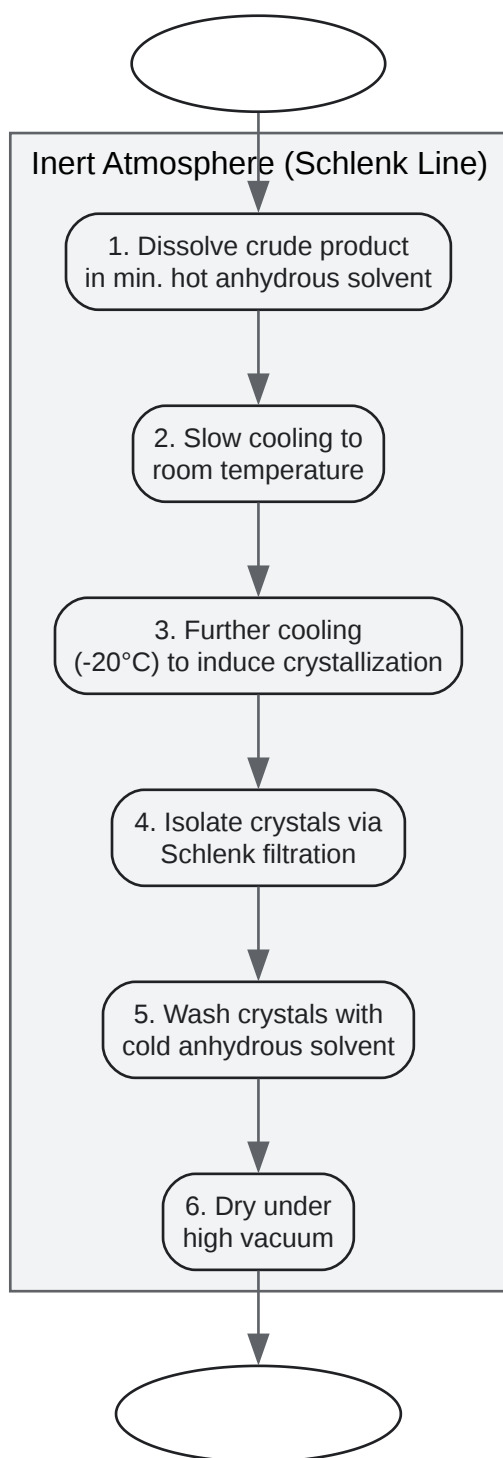 Inert Atmosphere (Schlenk Line)
1. Dissolve crude product
in min. hot anhydrous solvent
2. Slow cooling to
room temperature
3. Further cooling
(-20°C) to induce crystallization
4. Isolate crystals via
Schlenk filtration
5. Wash crystals with
cold anhydrous solvent
6. Dry under
high vacuum